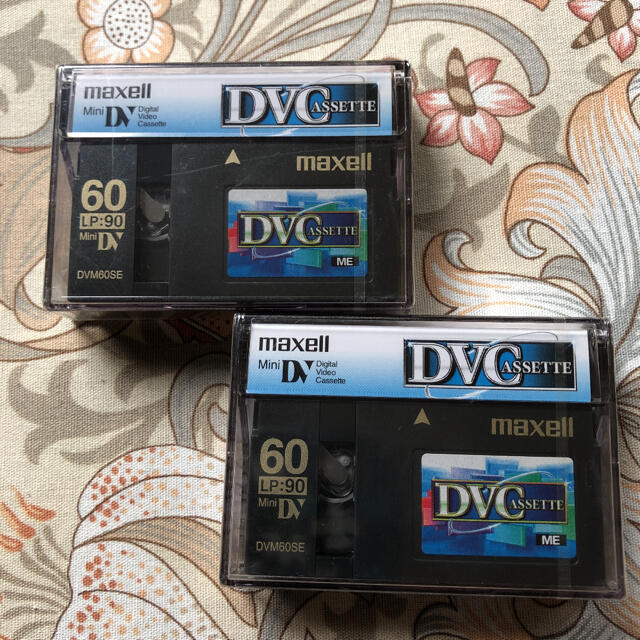 maxell
Mini DV Digital
Video
Cassette
DVCASSETTE
maxell
60
LP:90
Mini
DV
DVM60SE
DVCASSETTE
ME
maxell
Mini DV Digital
Video
Cassette
DVCASSETTE
maxell
60
LP:90
Mini
DV
DVM60SE
DVCASSETTE
ME